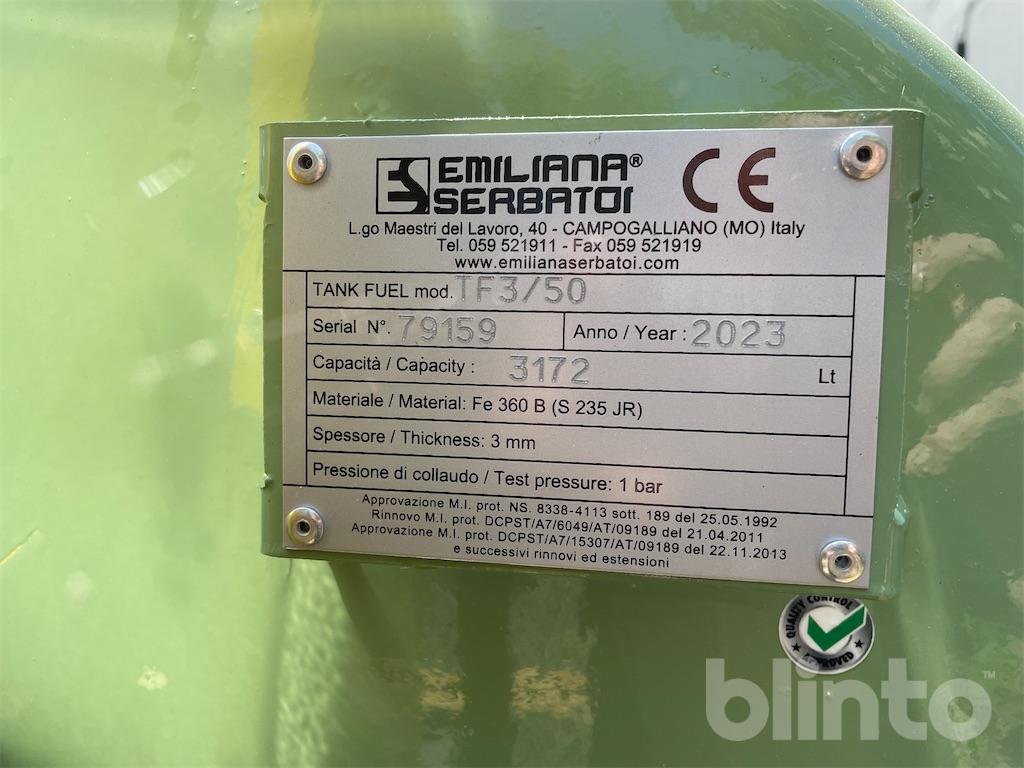 EMILIANA®
SERBATOI
CE
L.go Maestri del Lavoro, 40 - CAMPOGALLIANO (MO) Italy
Tel. 059 521911 - Fax 059 521919
www.emilianaserbatoi.com
TANK FUEL mod. TF3/50
Serial N°. 79159 Anno / Year : 2023
Capacità / Capacity : 3172 Lt
Materiale / Material: Fe 360 B (S 235 JR)
Spessore / Thickness: 3 mm
Pressione di collaudo / Test pressure: 1 bar
Approvazione M.I. prot. NS. 8338-4113 sott. 189 del 25.05.1992
Rinnovo M.I. prot. DCPST/A7/6049/AT/09189 del 21.04.2011
Approvazione M.I. prot. DCPST/A7/15307/AT/09189 del 22.11.2013
e successivi rinnovi ed estensioni
QUALITY CONTROL
APPROVED
blinto™